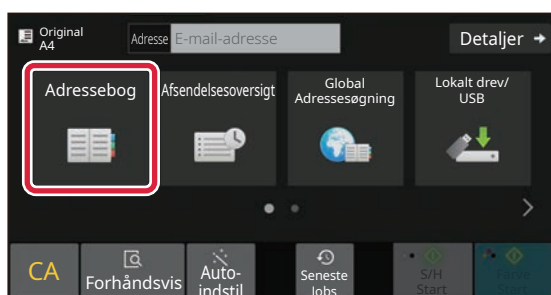 Original
A4
Adresse E-mail-adresse
Detaljer
Adressebog
Afsendelsesoversigt
Global
Adressesøgning
Lokalt drev/
USB
CA
Forhåndsvis
Auto-
indstil
Seneste
Jobs
S/H
Start
Farve
Start